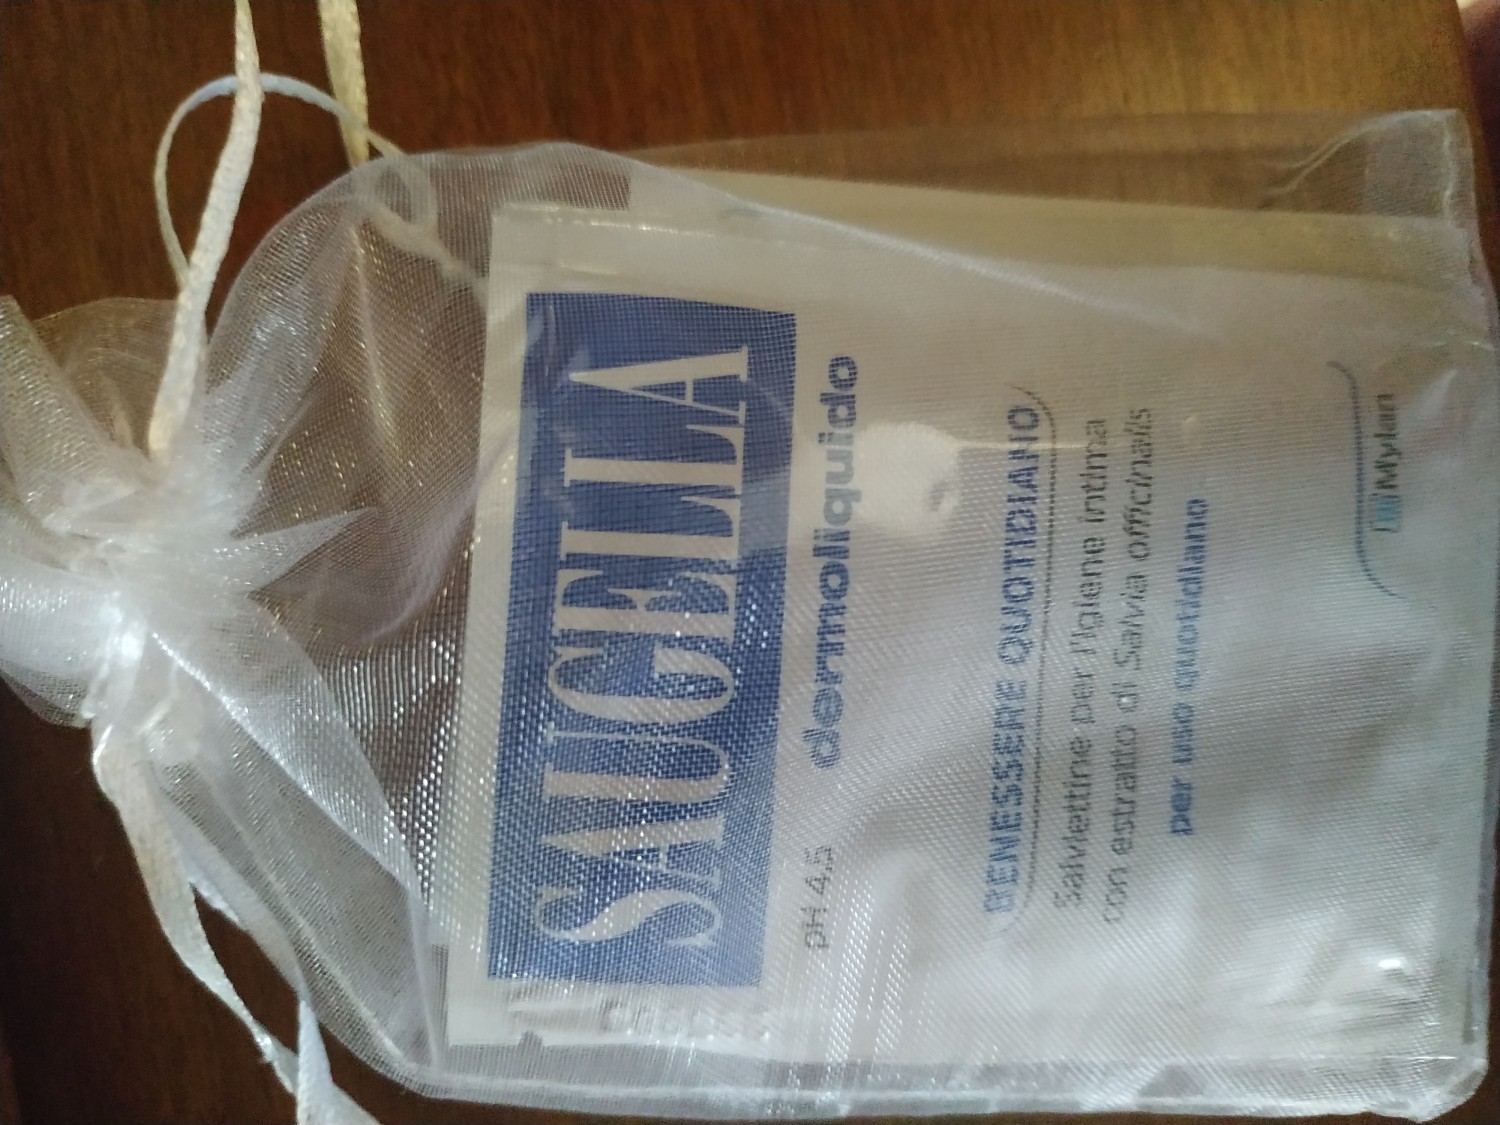 SAUGELLA
dermoliquido
pH 4,5
BENESSERE QUOTIDIANO
Salviettine per l'igiene intima
con estratto di Salvia officinalis
per uso quotidiano
Mylan